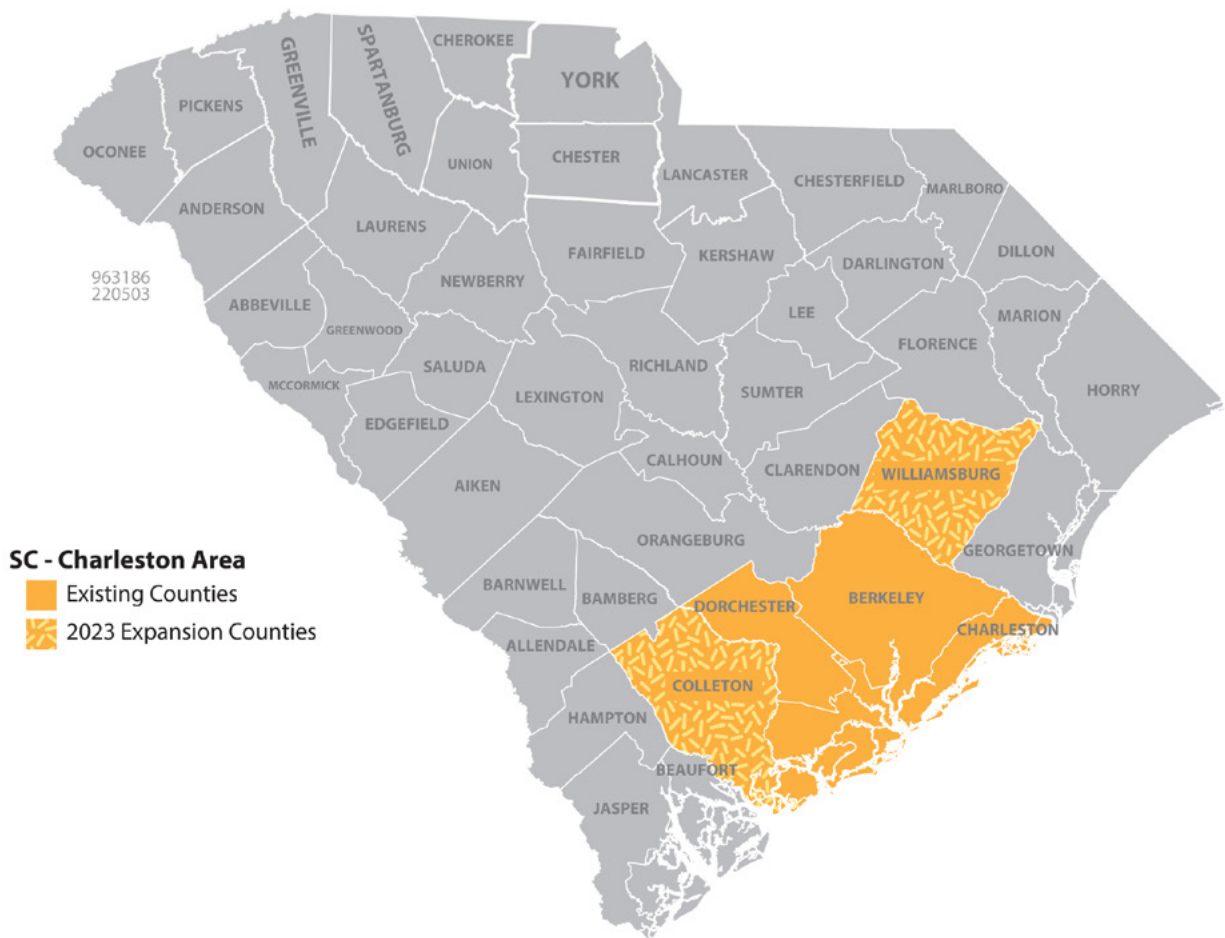 CHEROKEE
SPARTANBURG
GREENVILLE
YORK
PICKENS
OCONEE
UNION
CHESTER
LANCASTER
CHESTERFIELD
MARLBORO
ANDERSON
LAURENS
FAIRFIELD
KERSHAW
DARLINGTON
DILLON
963186
220503
NEWBERRY
ABBEVILLE
GREENWOOD
LEE
MARION
FLORENCE
SALUDA
RICHLAND
MCCORMICK
LEXINGTON
SUMTER
HORRY
EDGEFIELD
CALHOUN
CLARENDON
WILLIAMSBURG
AIKEN
ORANGEBURG
GEORGETOWN
SC - Charleston Area
Existing Counties
2023 Expansion Counties
BARNWELL
BAMBERG
DORCHESTER
BERKELEY
CHARLESTON
ALLENDALE
COLLETON
HAMPTON
BEAUFORT
JASPER